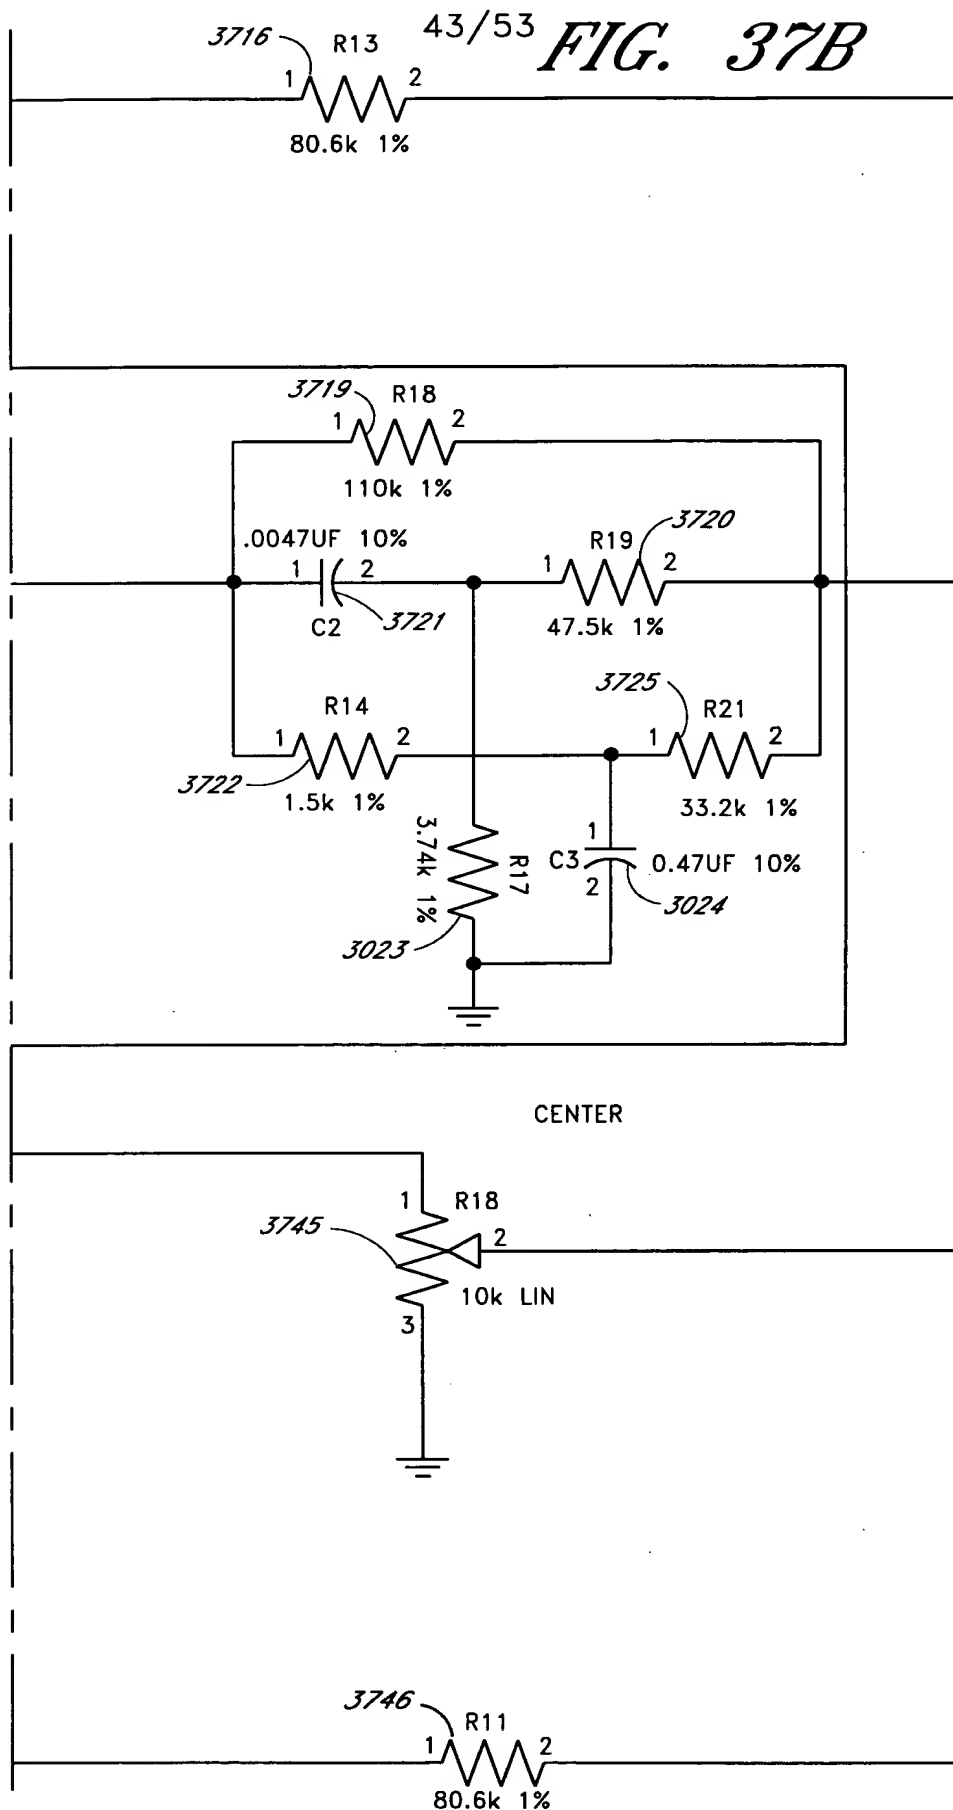 43/53 FIG. 37B
3716 R13
1 2
80.6k 1%
3719 R18
1 2
110k 1%
.0047UF 10% R19 3720
1 2 1 2
C2 3721 47.5k 1%
3725
R14 R21
1 2 1 2
3722 1.5k 1% 33.2k 1%
3.74k 1% R17
1
C3 0.47UF 10%
2 3024
3023
CENTER
1 R18
3745 2
10k LIN
3
3746 R11
1 2
80.6k 1%